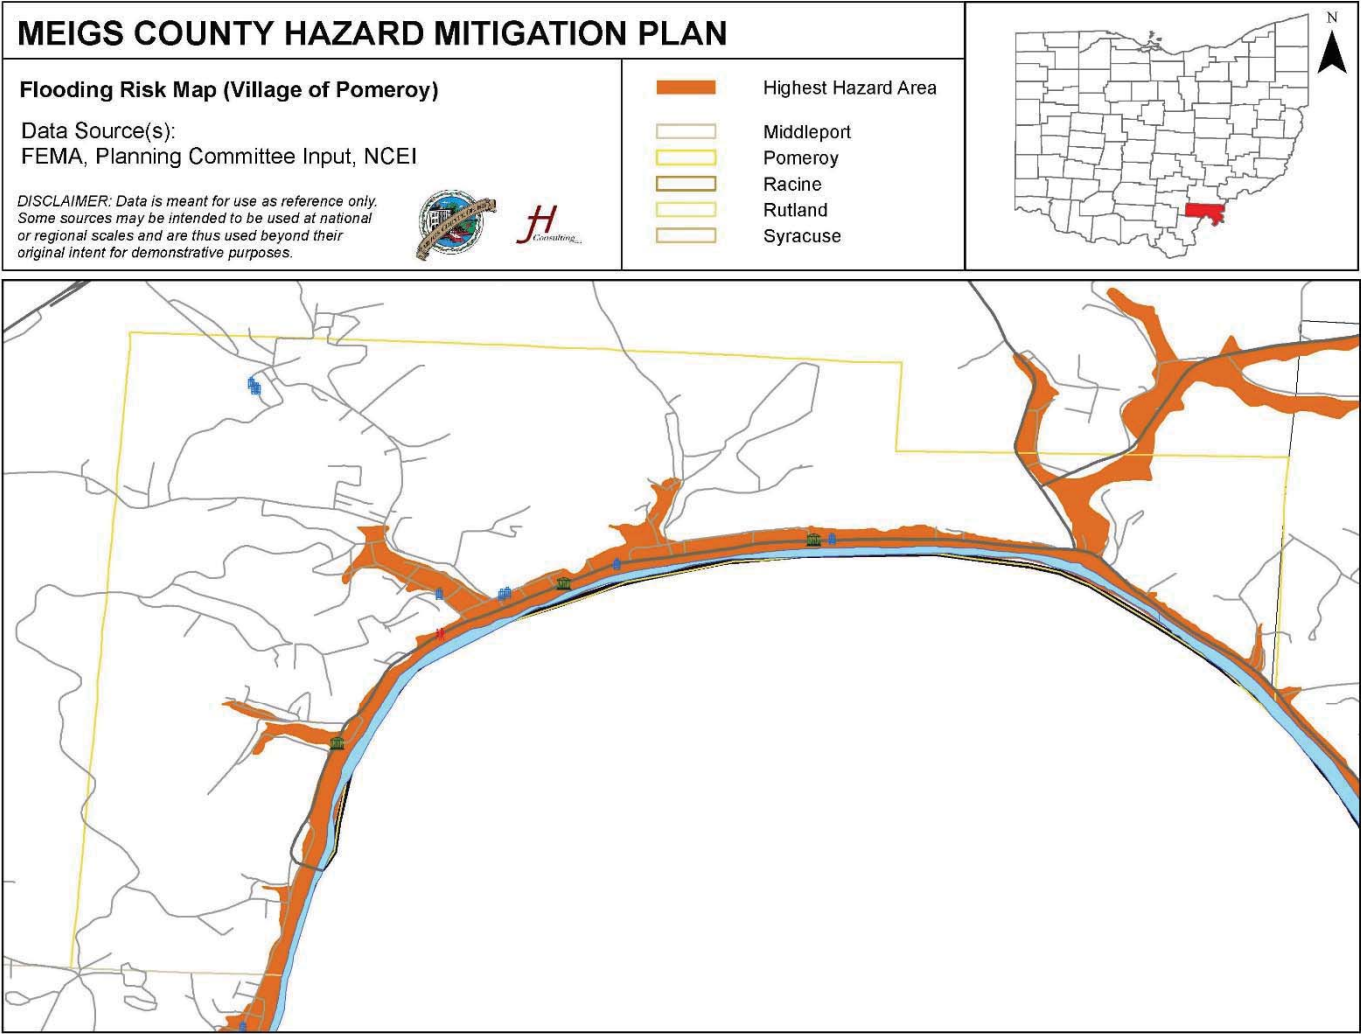 MEIGS COUNTY HAZARD MITIGATION PLAN
Flooding Risk Map (Village of Pomeroy)
Data Source(s):
FEMA, Planning Committee Input, NCEI
DISCLAIMER: Data is meant for use as reference only.
Some sources may be intended to be used at national
or regional scales and are thus used beyond their
original intent for demonstrative purposes.
JH
Consulting
Highest Hazard Area
Middleport
Pomeroy
Racine
Rutland
Syracuse
N